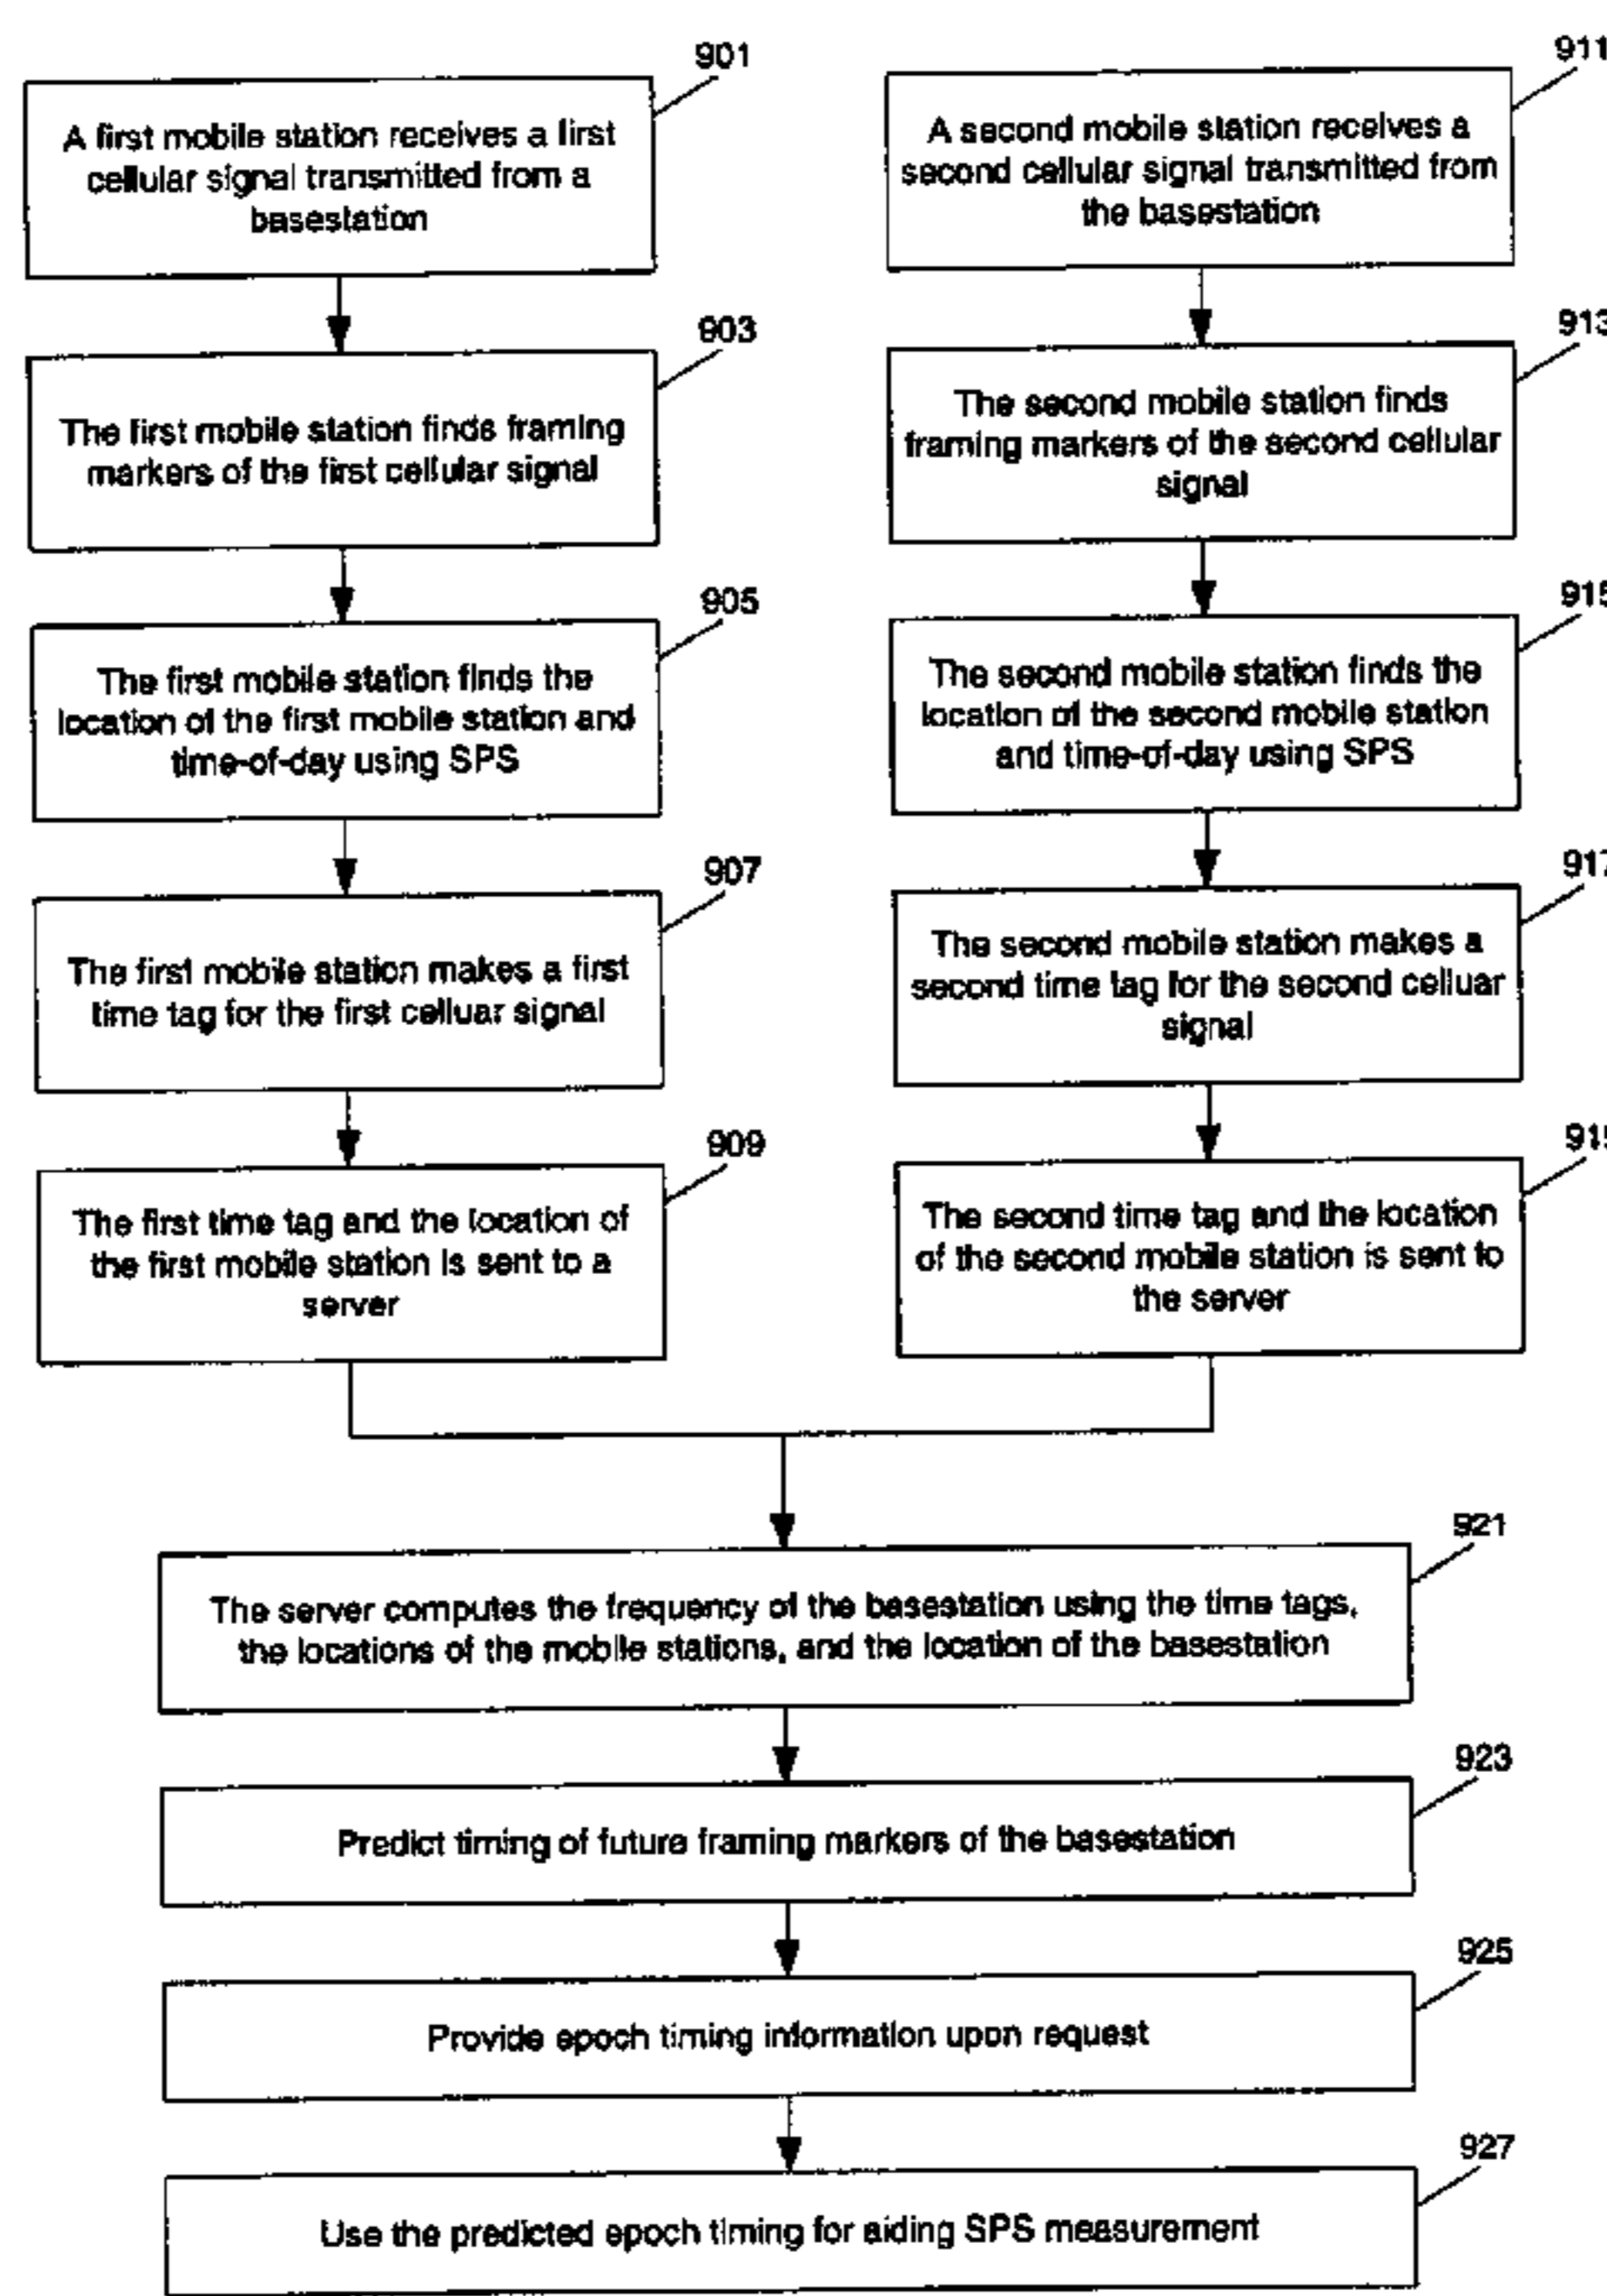 901
A first mobile station receives a first
cellular signal transmitted from a
basestation
903
The first mobile station finds framing
markers of the first cellular signal
905
The first mobile station finds the
location of the first mobile station and
time-of-day using SPS
907
The first mobile station makes a first
time tag for the first celluar signal
909
The first time tag and the location of
the first mobile station is sent to a
server
911
A second mobile station receives a
second cellular signal transmitted from
the basestation
913
The second mobile station finds
framing markers of the second cellular
signal
915
The second mobile station finds the
location of the second mobile station
and time-of-day using SPS
917
The second mobile station makes a
second time tag for the second celluar
signal
919
The second time tag and the location
of the second mobile station is sent to
the server
921
The server computes the frequency of the basestation using the time tags,
the locations of the mobile stations, and the location of the basestation
923
Predict timing of future framing markers of the basestation
925
Provide epoch timing information upon request
927
Use the predicted epoch timing for aiding SPS measurement